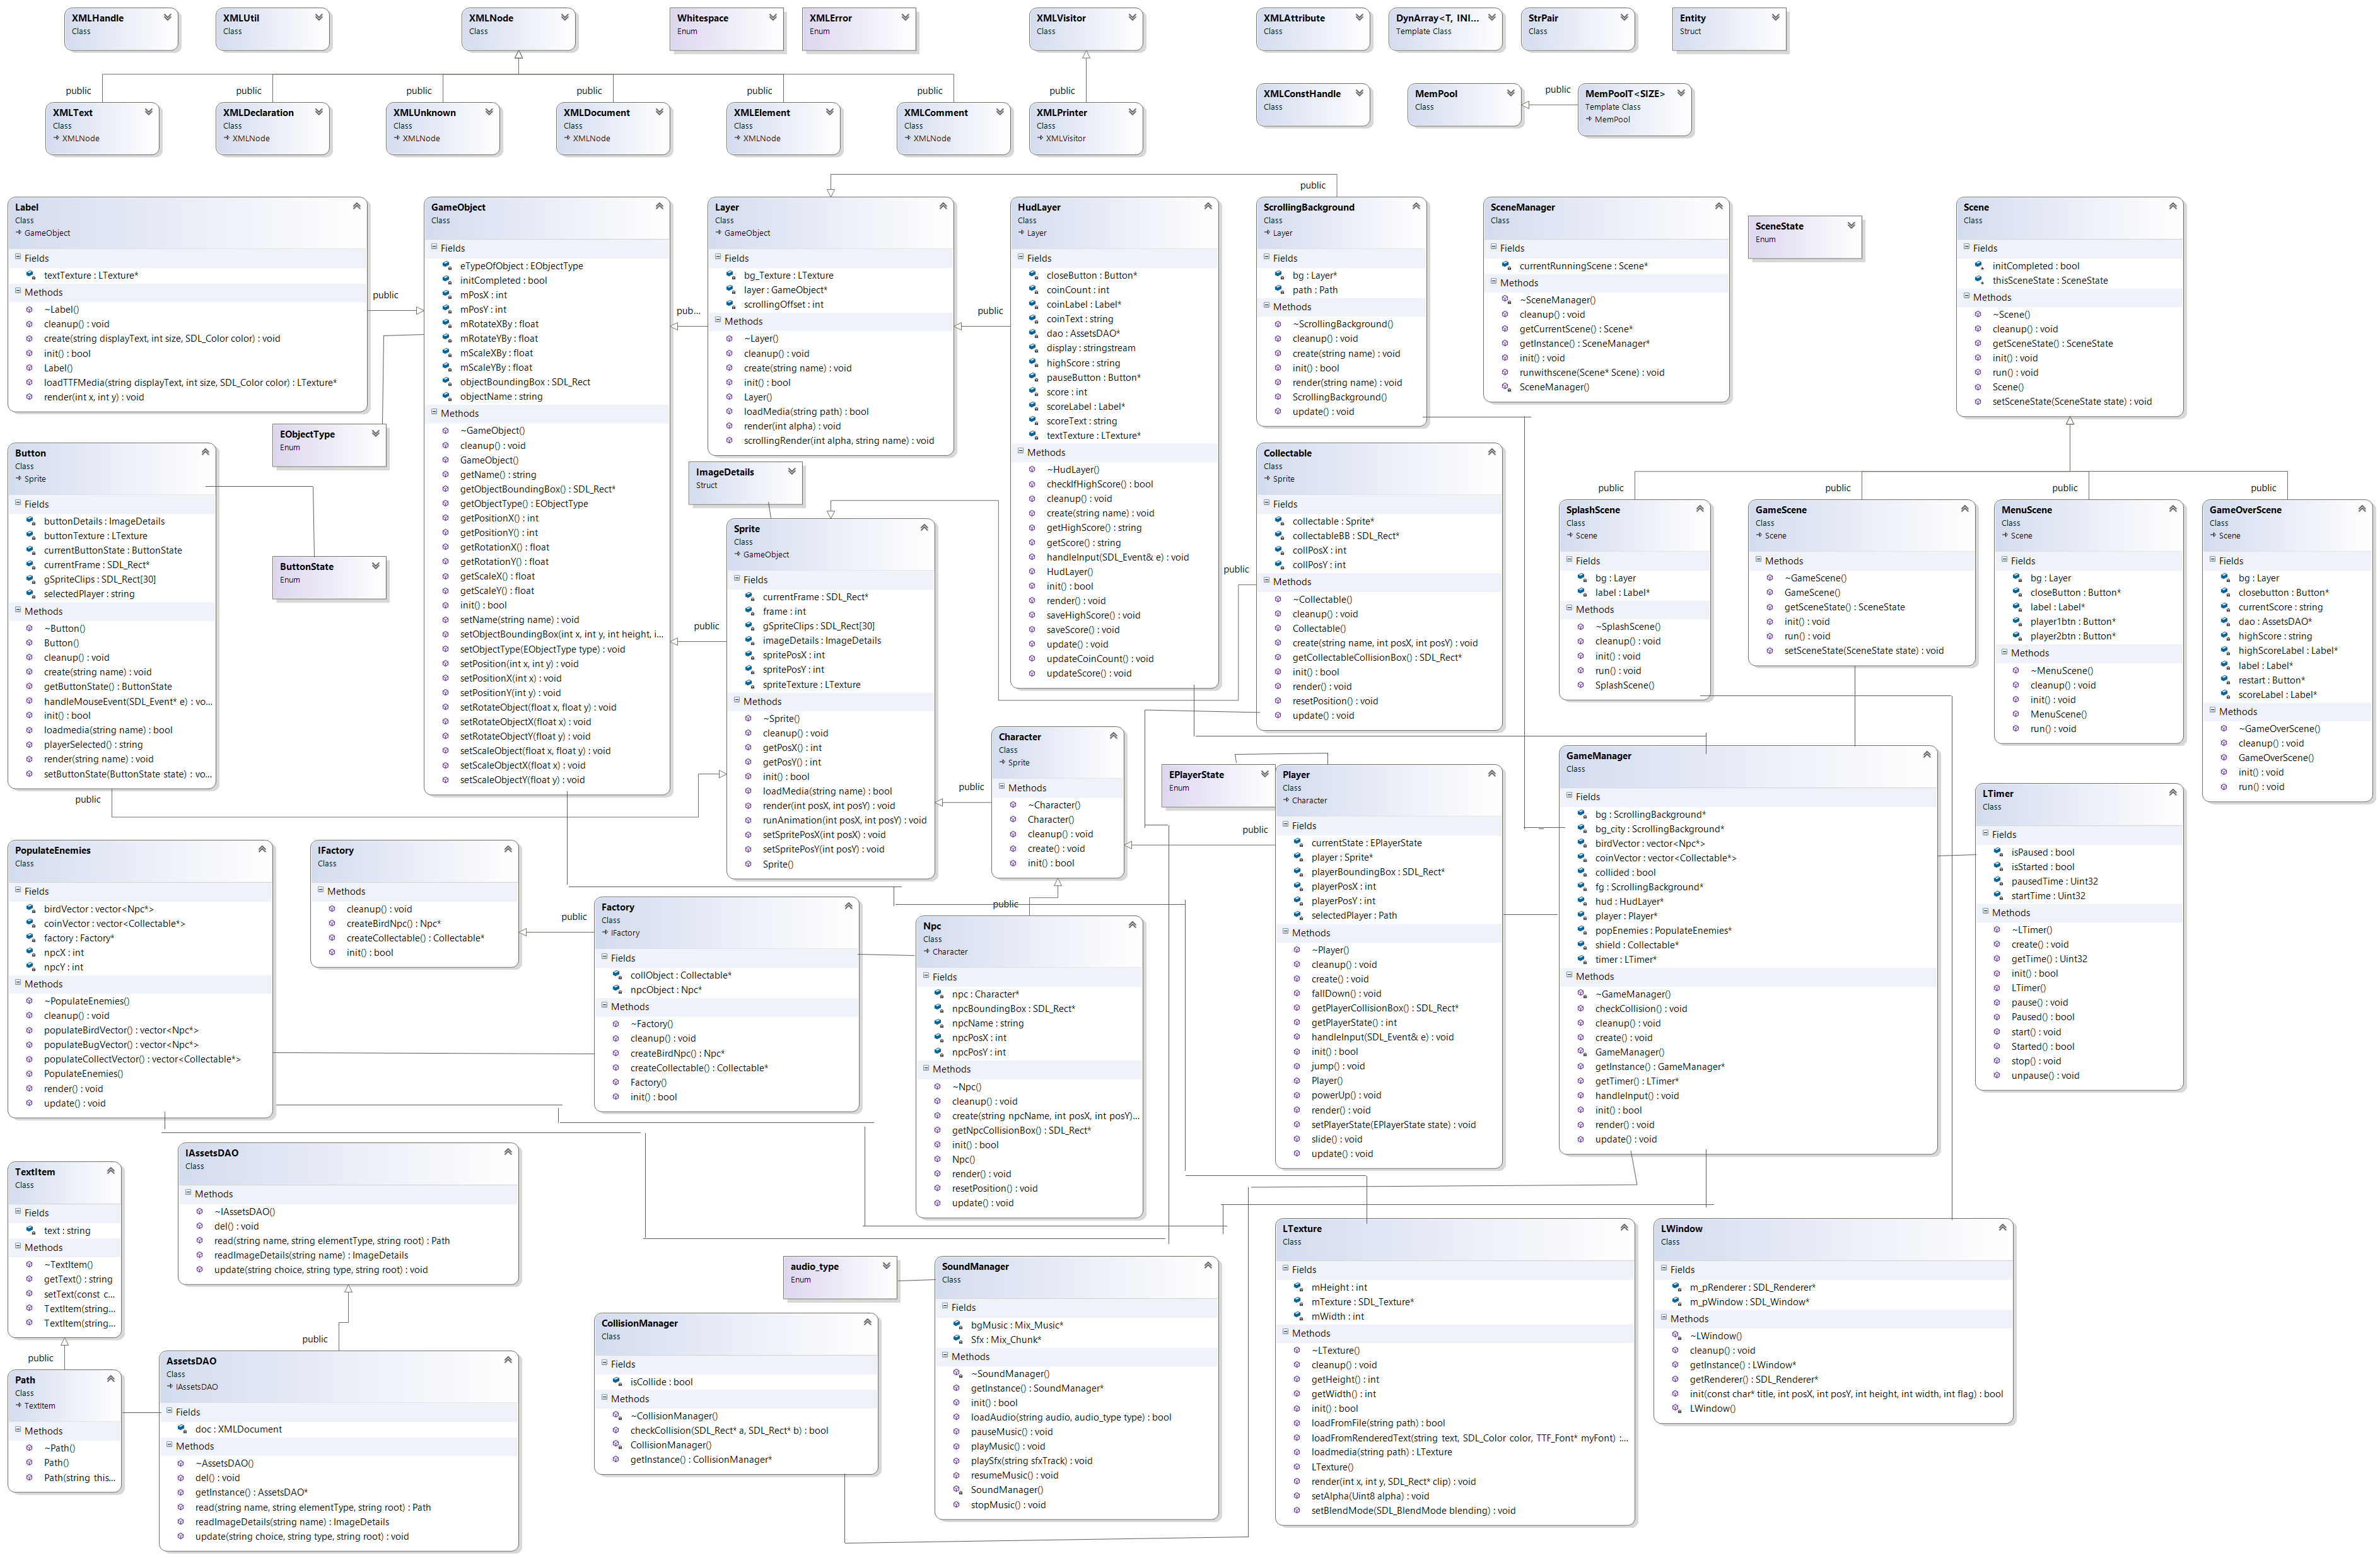 XMLHandle
Class
XMLUtil
Class
XMLNode
Class
Whitespace
Enum
XMLError
Enum
XMLVisitor
Class
XMLAttribute
Class
DynArray<T, INI...
Template Class
StrPair
Class
Entity
Struct
public
public
public
public
public
public
public
XMLText
Class
XMLNode
XMLDeclaration
Class
XMLNode
XMLUnknown
Class
XMLNode
XMLDocument
Class
XMLNode
XMLElement
Class
XMLNode
XMLComment
Class
XMLNode
XMLPrinter
Class
XMLVisitor
XMLConstHandle
Class
MemPool
Class
public
MemPoolT<SIZE>
Template Class
MemPool
Label
Class
GameObject
Fields
textTexture : LTexture*
Methods
~Label()
cleanup() : void
create(string displayText, int size, SDL_Color color) : void
init() : bool
Label()
loadTTFMedia(string displayText, int size, SDL_Color color) : LTexture*
render(int x, int y) : void
public
EObjectType
Enum
GameObject
Class
Fields
eTypeOfObject : EObjectType
initCompleted : bool
mPosX : int
mPosY : int
mRotateXBy : float
mRotateYBy : float
mScaleXBy : float
mScaleYBy : float
objectBoundingBox : SDL_Rect
objectName : string
Methods
~GameObject()
cleanup() : void
GameObject()
getName() : string
getObjectBoundingBox() : SDL_Rect*
getObjectType() : EObjectType
getPositionX() : int
getPositionY() : int
getRotationX() : float
getRotationY() : float
getScaleX() : float
getScaleY() : float
init() : bool
setName(string name) : void
setObjectBoundingBox(int x, int y, int height, i...
setObjectType(EObjectType type) : void
setPosition(int x, int y) : void
setPositionX(int x) : void
setPositionY(int y) : void
setRotateObject(float x, float y) : void
setRotateObjectX(float x) : void
setRotateObjectY(float y) : void
setScaleObject(float x, float y) : void
setScaleObjectX(float x) : void
setScaleObjectY(float y) : void
pub...
Layer
Class
GameObject
Fields
bg_Texture : LTexture
layer : GameObject*
scrollingOffset : int
Methods
~Layer()
cleanup() : void
create(string name) : void
init() : bool
Layer()
loadMedia(string path) : bool
render(int alpha) : void
scrollingRender(int alpha, string name) : void
public
HudLayer
Class
Layer
Fields
closeButton : Button*
coinCount : int
coinLabel : Label*
coinText : string
dao : AssetsDAO*
display : stringstream
highScore : string
pauseButton : Button*
score : int
scoreLabel : Label*
scoreText : string
textTexture : LTexture*
Methods
~HudLayer()
checkIfHighScore() : bool
cleanup() : void
create(string name) : void
getHighScore() : string
getScore() : string
handleInput(SDL_Event& e) : void
HudLayer()
init() : bool
render() : void
saveHighScore() : void
saveScore() : void
update() : void
updateCoinCount() : void
updateScore() : void
public
ScrollingBackground
Class
Layer
Fields
bg : Layer*
path : Path
Methods
~ScrollingBackground()
cleanup() : void
create(string name) : void
init() : bool
render(string name) : void
ScrollingBackground()
update() : void
SceneManager
Class
Fields
currentRunningScene : Scene*
Methods
~SceneManager()
cleanup() : void
getCurrentScene() : Scene*
getInstance() : SceneManager*
init() : void
runwithscene(Scene* Scene) : void
SceneManager()
SceneState
Enum
Scene
Class
Fields
initCompleted : bool
thisSceneState : SceneState
Methods
~Scene()
cleanup() : void
getSceneState() : SceneState
init() : void
run() : void
Scene()
setSceneState(SceneState state) : void
Button
Class
Sprite
Fields
buttonDetails : ImageDetails
buttonTexture : LTexture
currentButtonState : ButtonState
currentFrame : SDL_Rect*
gSpriteClips : SDL_Rect[30]
selectedPlayer : string
Methods
~Button()
Button()
cleanup() : void
create(string name) : void
getButtonState() : ButtonState
handleMouseEvent(SDL_Event* e) : vo...
init() : bool
loadmedia(string name) : bool
playerSelected() : string
render(string name) : void
setButtonState(ButtonState state) : vo...
public
ButtonState
Enum
ImageDetails
Struct
public
Sprite
Class
GameObject
Fields
currentFrame : SDL_Rect*
frame : int
gSpriteClips : SDL_Rect[30]
imageDetails : ImageDetails
spritePosX : int
spritePosY : int
spriteTexture : LTexture
Methods
~Sprite()
cleanup() : void
getPosX() : int
getPosY() : int
init() : bool
loadMedia(string name) : bool
render(int posX, int posY) : void
runAnimation(int posX, int posY) : void
setSpritePosX(int posX) : void
setSpritePosY(int posY) : void
Sprite()
public
Collectable
Class
Sprite
Fields
collectable : Sprite*
collectableBB : SDL_Rect*
collPosX : int
collPosY : int
Methods
~Collectable()
cleanup() : void
Collectable()
create(string name, int posX, int posY) : void
getCollectableCollisionBox() : SDL_Rect*
init() : bool
render() : void
resetPosition() : void
update() : void
public
public
public
public
SplashScene
Class
Scene
Fields
bg : Layer
label : Label*
Methods
~SplashScene()
cleanup() : void
init() : void
run() : void
SplashScene()
GameScene
Class
Scene
Methods
~GameScene()
GameScene()
getSceneState() : SceneState
init() : void
run() : void
setSceneState(SceneState state) : void
MenuScene
Class
Scene
Fields
bg : Layer
closeButton : Button*
label : Label*
player1btn : Button*
player2btn : Button*
Methods
~MenuScene()
cleanup() : void
init() : void
MenuScene()
run() : void
GameOverScene
Class
Scene
Fields
bg : Layer
closebutton : Button*
currentScore : string
dao : AssetsDAO*
highScore : string
highScoreLabel : Label*
label : Label*
restart : Button*
scoreLabel : Label*
Methods
~GameOverScene()
cleanup() : void
GameOverScene()
init() : void
run() : void
public
Character
Class
Sprite
Methods
~Character()
Character()
cleanup() : void
create() : void
init() : bool
EPlayerState
Enum
public
Player
Class
Character
Fields
currentState : EPlayerState
player : Sprite*
playerBoundingBox : SDL_Rect*
playerPosX : int
playerPosY : int
selectedPlayer : Path
Methods
~Player()
cleanup() : void
create() : void
fallDown() : void
getPlayerCollisionBox() : SDL_Rect*
getPlayerState() : int
handleInput(SDL_Event& e) : void
init() : bool
jump() : void
Player()
powerUp() : void
render() : void
setPlayerState(EPlayerState state) : void
slide() : void
update() : void
GameManager
Class
Fields
bg : ScrollingBackground*
bg_city : ScrollingBackground*
birdVector : vector<Npc*>
coinVector : vector<Collectable*>
collided : bool
fg : ScrollingBackground*
hud : HudLayer*
player : Player*
popEnemies : PopulateEnemies*
shield : Collectable*
timer : LTimer*
Methods
~GameManager()
checkCollision() : void
cleanup() : void
create() : void
GameManager()
getInstance() : GameManager*
getTimer() : LTimer*
handleInput() : void
init() : bool
render() : void
update() : void
LTimer
Class
Fields
isPaused : bool
isStarted : bool
pausedTime : Uint32
startTime : Uint32
Methods
~LTimer()
create() : void
getTime() : Uint32
init() : bool
LTimer()
pause() : void
Paused() : bool
start() : void
Started() : bool
stop() : void
unpause() : void
PopulateEnemies
Class
Fields
birdVector : vector<Npc*>
coinVector : vector<Collectable*>
factory : Factory*
npcX : int
npcY : int
Methods
~PopulateEnemies()
cleanup() : void
populateBirdVector() : vector<Npc*>
populateBugVector() : vector<Npc*>
populateCollectVector() : vector<Collectable*>
PopulateEnemies()
render() : void
update() : void
IFactory
Class
Methods
cleanup() : void
createBirdNpc() : Npc*
createCollectable() : Collectable*
init() : bool
public
Factory
Class
IFactory
Fields
collObject : Collectable*
npcObject : Npc*
Methods
~Factory()
cleanup() : void
createBirdNpc() : Npc*
createCollectable() : Collectable*
Factory()
init() : bool
public
Npc
Class
Character
Fields
npc : Character*
npcBoundingBox : SDL_Rect*
npcName : string
npcPosX : int
npcPosY : int
Methods
~Npc()
cleanup() : void
create(string npcName, int posX, int posY)...
getNpcCollisionBox() : SDL_Rect*
init() : bool
Npc()
render() : void
resetPosition() : void
update() : void
TextItem
Class
Fields
text : string
Methods
~TextItem()
getText() : string
setText(const c...
TextItem(string...
TextItem(string...
public
Path
Class
TextItem
Methods
~Path()
Path()
Path(string this...
IAssetsDAO
Class
Methods
~IAssetsDAO()
del() : void
read(string name, string elementType, string root) : Path
readImageDetails(string name) : ImageDetails
update(string choice, string type, string root) : void
public
AssetsDAO
Class
IAssetsDAO
Fields
doc : XMLDocument
Methods
~AssetsDAO()
del() : void
getInstance() : AssetsDAO*
read(string name, string elementType, string root) : Path
readImageDetails(string name) : ImageDetails
update(string choice, string type, string root) : void
CollisionManager
Class
Fields
isCollide : bool
Methods
~CollisionManager()
checkCollision(SDL_Rect* a, SDL_Rect* b) : bool
CollisionManager()
getInstance() : CollisionManager*
audio_type
Enum
SoundManager
Class
Fields
bgMusic : Mix_Music*
Sfx : Mix_Chunk*
Methods
~SoundManager()
getInstance() : SoundManager*
init() : bool
loadAudio(string audio, audio_type type) : bool
pauseMusic() : void
playMusic() : void
playSfx(string sfxTrack) : void
resumeMusic() : void
SoundManager()
stopMusic() : void
LTexture
Class
Fields
mHeight : int
mTexture : SDL_Texture*
mWidth : int
Methods
~LTexture()
cleanup() : void
getHeight() : int
getWidth() : int
init() : bool
loadFromFile(string path) : bool
loadFromRenderedText(string text, SDL_Color color, TTF_Font* myFont) :...
loadmedia(string path) : LTexture
LTexture()
render(int x, int y, SDL_Rect* clip) : void
setAlpha(Uint8 alpha) : void
setBlendMode(SDL_BlendMode blending) : void
LWindow
Class
Fields
m_pRenderer : SDL_Renderer*
m_pWindow : SDL_Window*
Methods
~LWindow()
cleanup() : void
getInstance() : LWindow*
getRenderer() : SDL_Renderer*
init(const char* title, int posX, int posY, int height, int width, int flag) : bool
LWindow()